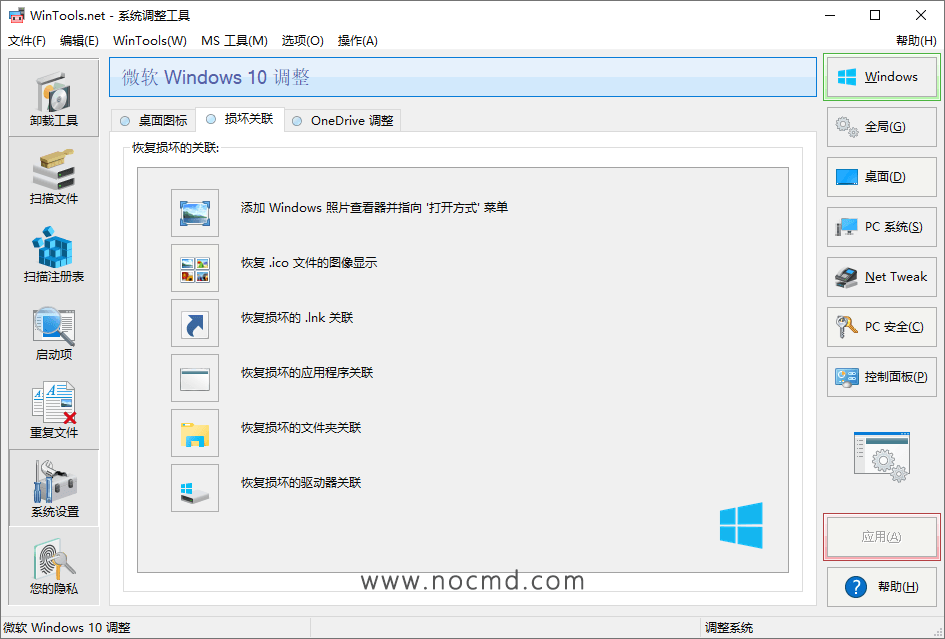 WinTools.net - 系统调整工具
文件(F) 编辑(E) WinTools(W) MS 工具(M) 选项(O) 操作(A) 帮助(H)
卸载工具
扫描文件
扫描注册表
启动项
重复文件
系统设置
您的隐私
微软 Windows 10 调整
桌面图标 损坏关联 OneDrive 调整
恢复损坏的关联:
添加 Windows 照片查看器并指向 '打开方式' 菜单
恢复 .ico 文件的图像显示
恢复损坏的 .lnk 关联
恢复损坏的应用程序关联
恢复损坏的文件夹关联
恢复损坏的驱动器关联
www.nocmd.com
Windows
全局(G)
桌面(D)
PC 系统(S)
Net Tweak
PC 安全(C)
控制面板(P)
应用(A)
帮助(H)
微软 Windows 10 调整
调整系统